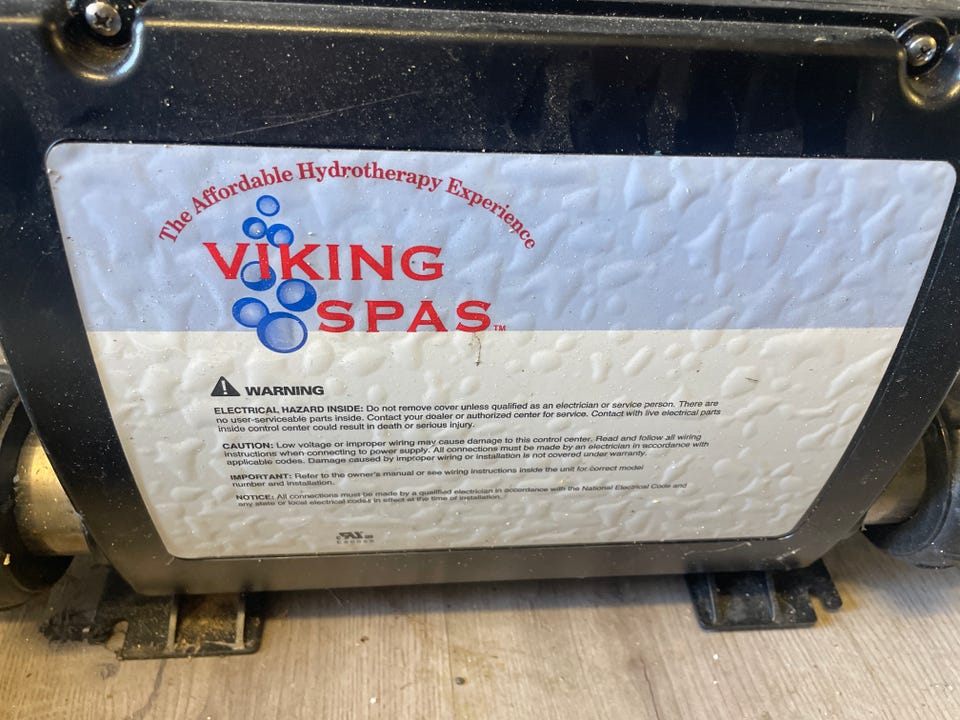 The Affordable Hydrotherapy Experience
VIKING
SPAS™
WARNING
ELECTRICAL HAZARD INSIDE: Do not remove cover unless qualified as an electrician or service person. There are
no user-serviceable parts inside. Contact your dealer or authorized center for service. Contact with live electrical parts
inside control center could result in death or serious injury.
CAUTION: Low voltage or improper wiring may cause damage to this control center. Read and follow all wiring
instructions when connecting to power supply. All connections must be made by an electrician in accordance with
applicable codes. Damage caused by improper wiring or installation is not covered under warranty.
IMPORTANT: Refer to the owner's manual or see wiring instructions inside the unit for correct model
number and installation.
NOTICE: All connections must be made by a qualified electrician in accordance with the National Electrical Code and
any state or local electrical codes in effect at the time of installation.